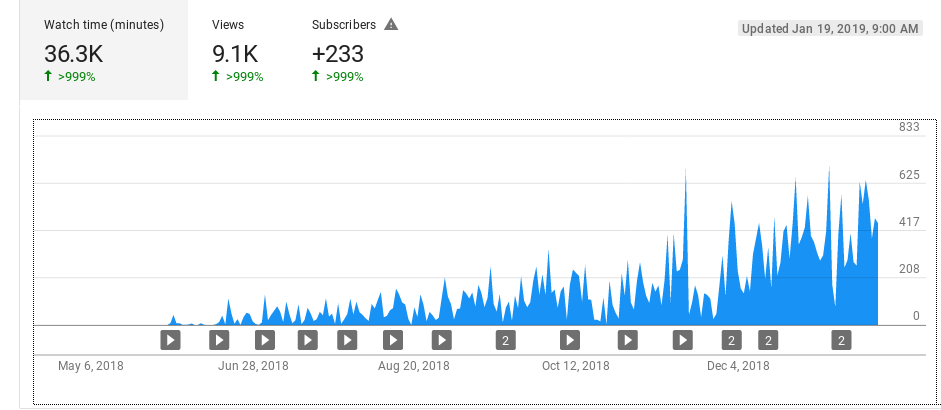 Watch time (minutes)
36.3K
>999%
Views
9.1K
>999%
Subscribers
+233
>999%
Updated Jan 19, 2019, 9:00 AM
833
625
417
208
0
2
2
2
2
May 6, 2018
Jun 28, 2018
Aug 20, 2018
Oct 12, 2018
Dec 4, 2018